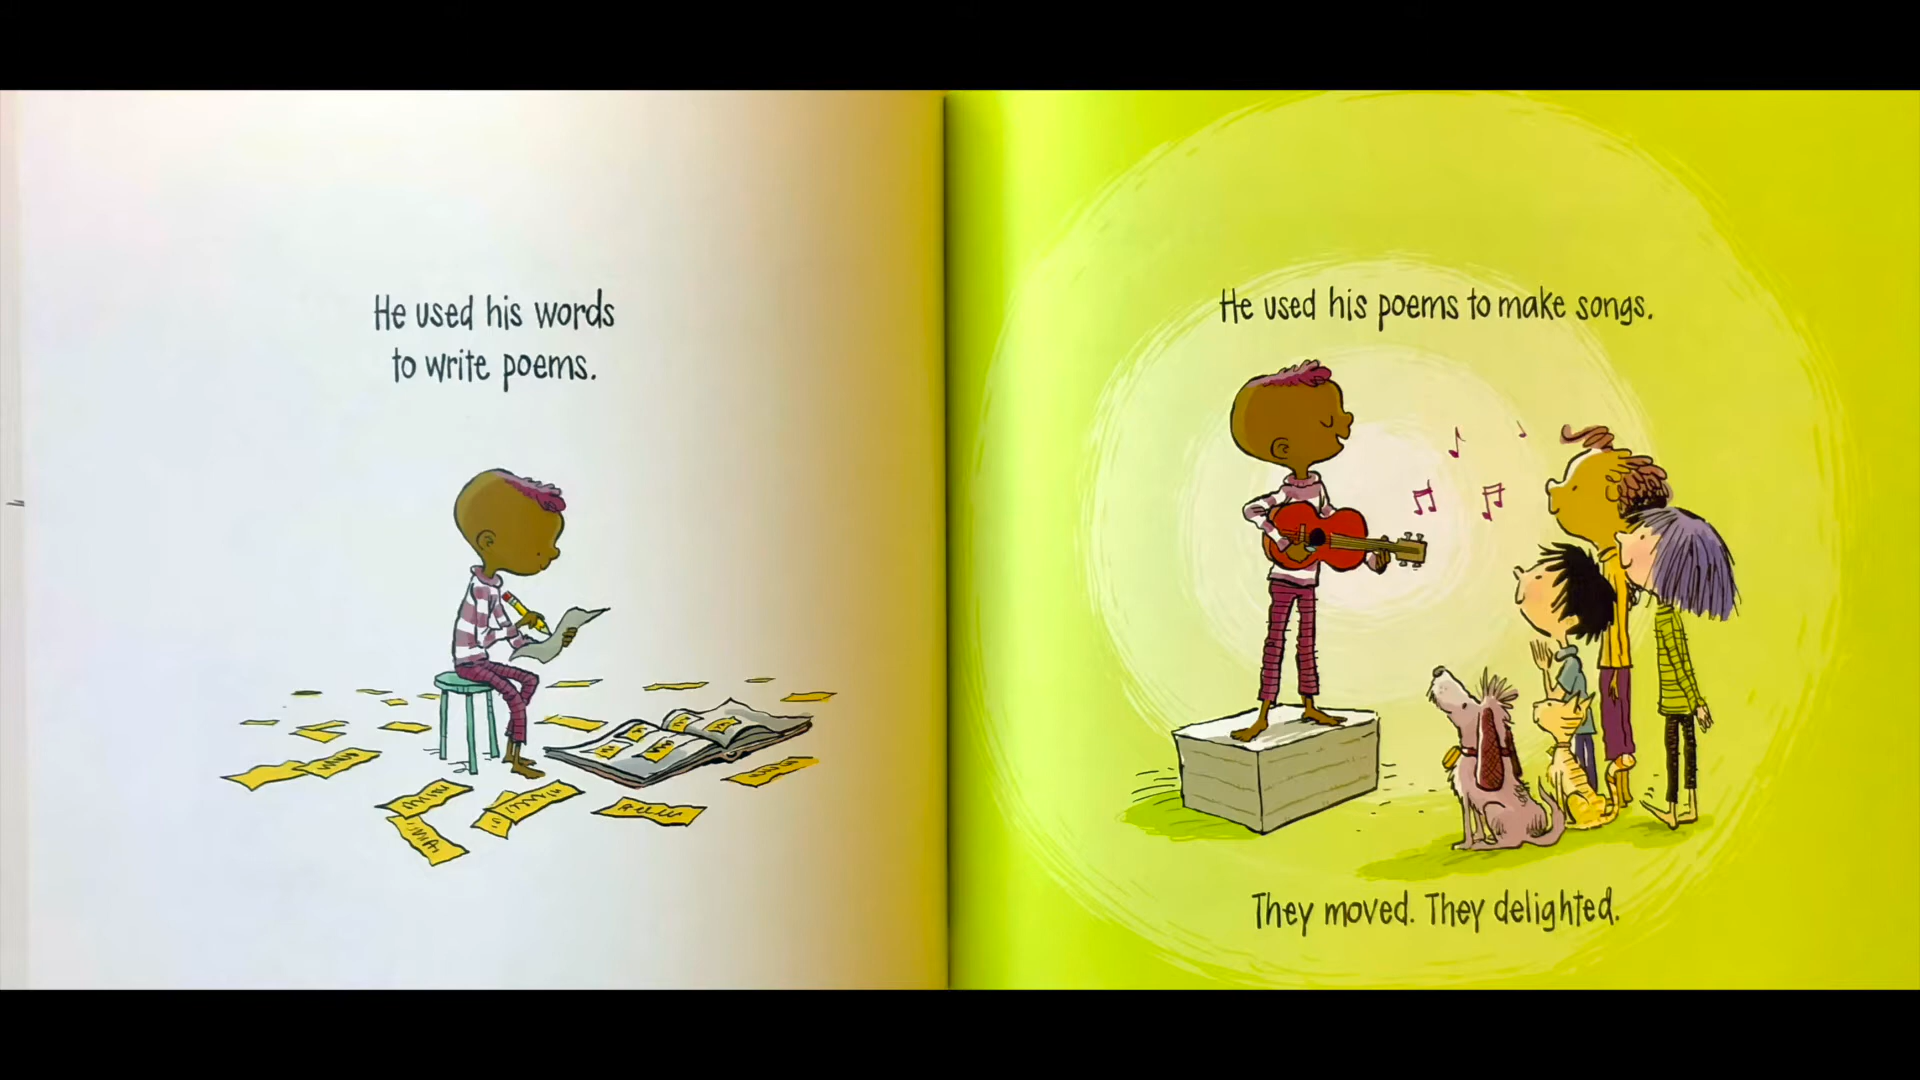 He used his words
to write poems.
He used his poems to make songs.
They moved. They delighted.